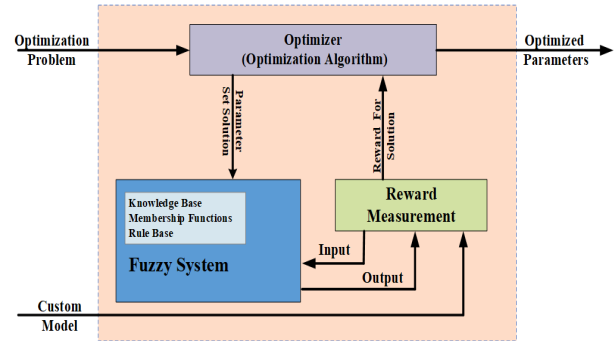 Optimization
Problem
Optimizer
(Optimization Algorithm)
Optimized
Parameters
Parameter
Set Solution
Reward For
Solution
Knowledge Base
Membership Functions
Rule Base
Fuzzy System
Reward
Measurement
Input
Output
Custom
Model